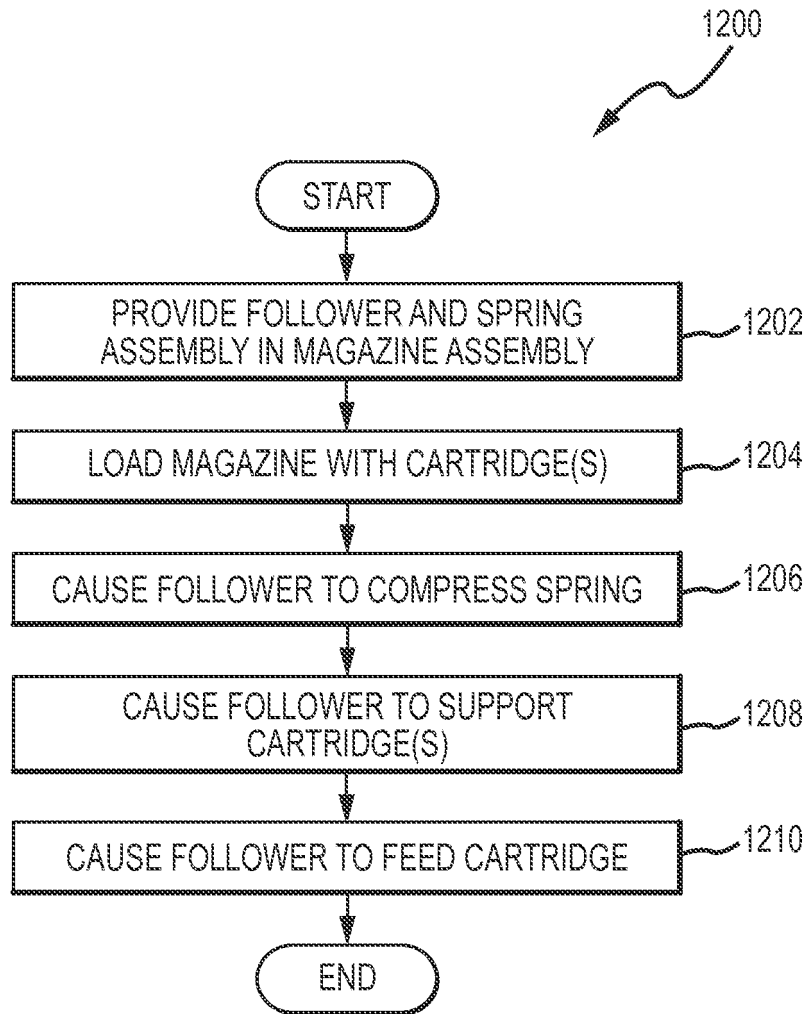 1200
START
PROVIDE FOLLOWER AND SPRING
ASSEMBLY IN MAGAZINE ASSEMBLY
1202
LOAD MAGAZINE WITH CARTRIDGE(S)
1204
CAUSE FOLLOWER TO COMPRESS SPRING
1206
CAUSE FOLLOWER TO SUPPORT
CARTRIDGE(S)
1208
CAUSE FOLLOWER TO FEED CARTRIDGE
1210
END